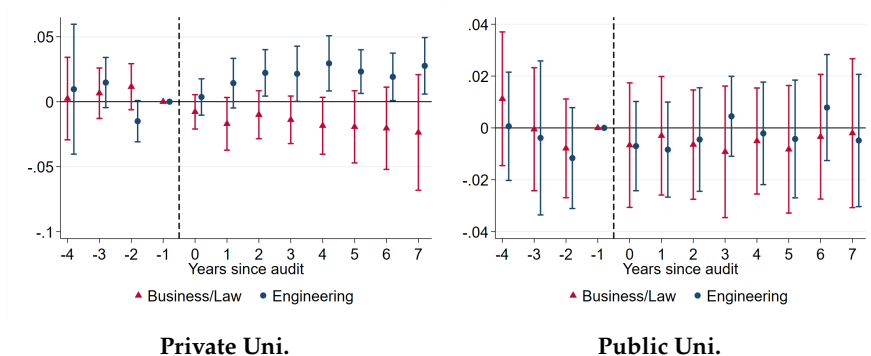 .05
0
-.05
-.1
-4 -3 -2 -1 0 1 2 3 4 5 6 7
Years since audit
Business/Law Engineering
Private Uni.
.04
.02
0
-.02
-.04
-4 -3 -2 -1 0 1 2 3 4 5 6 7
Years since audit
Business/Law Engineering
Public Uni.